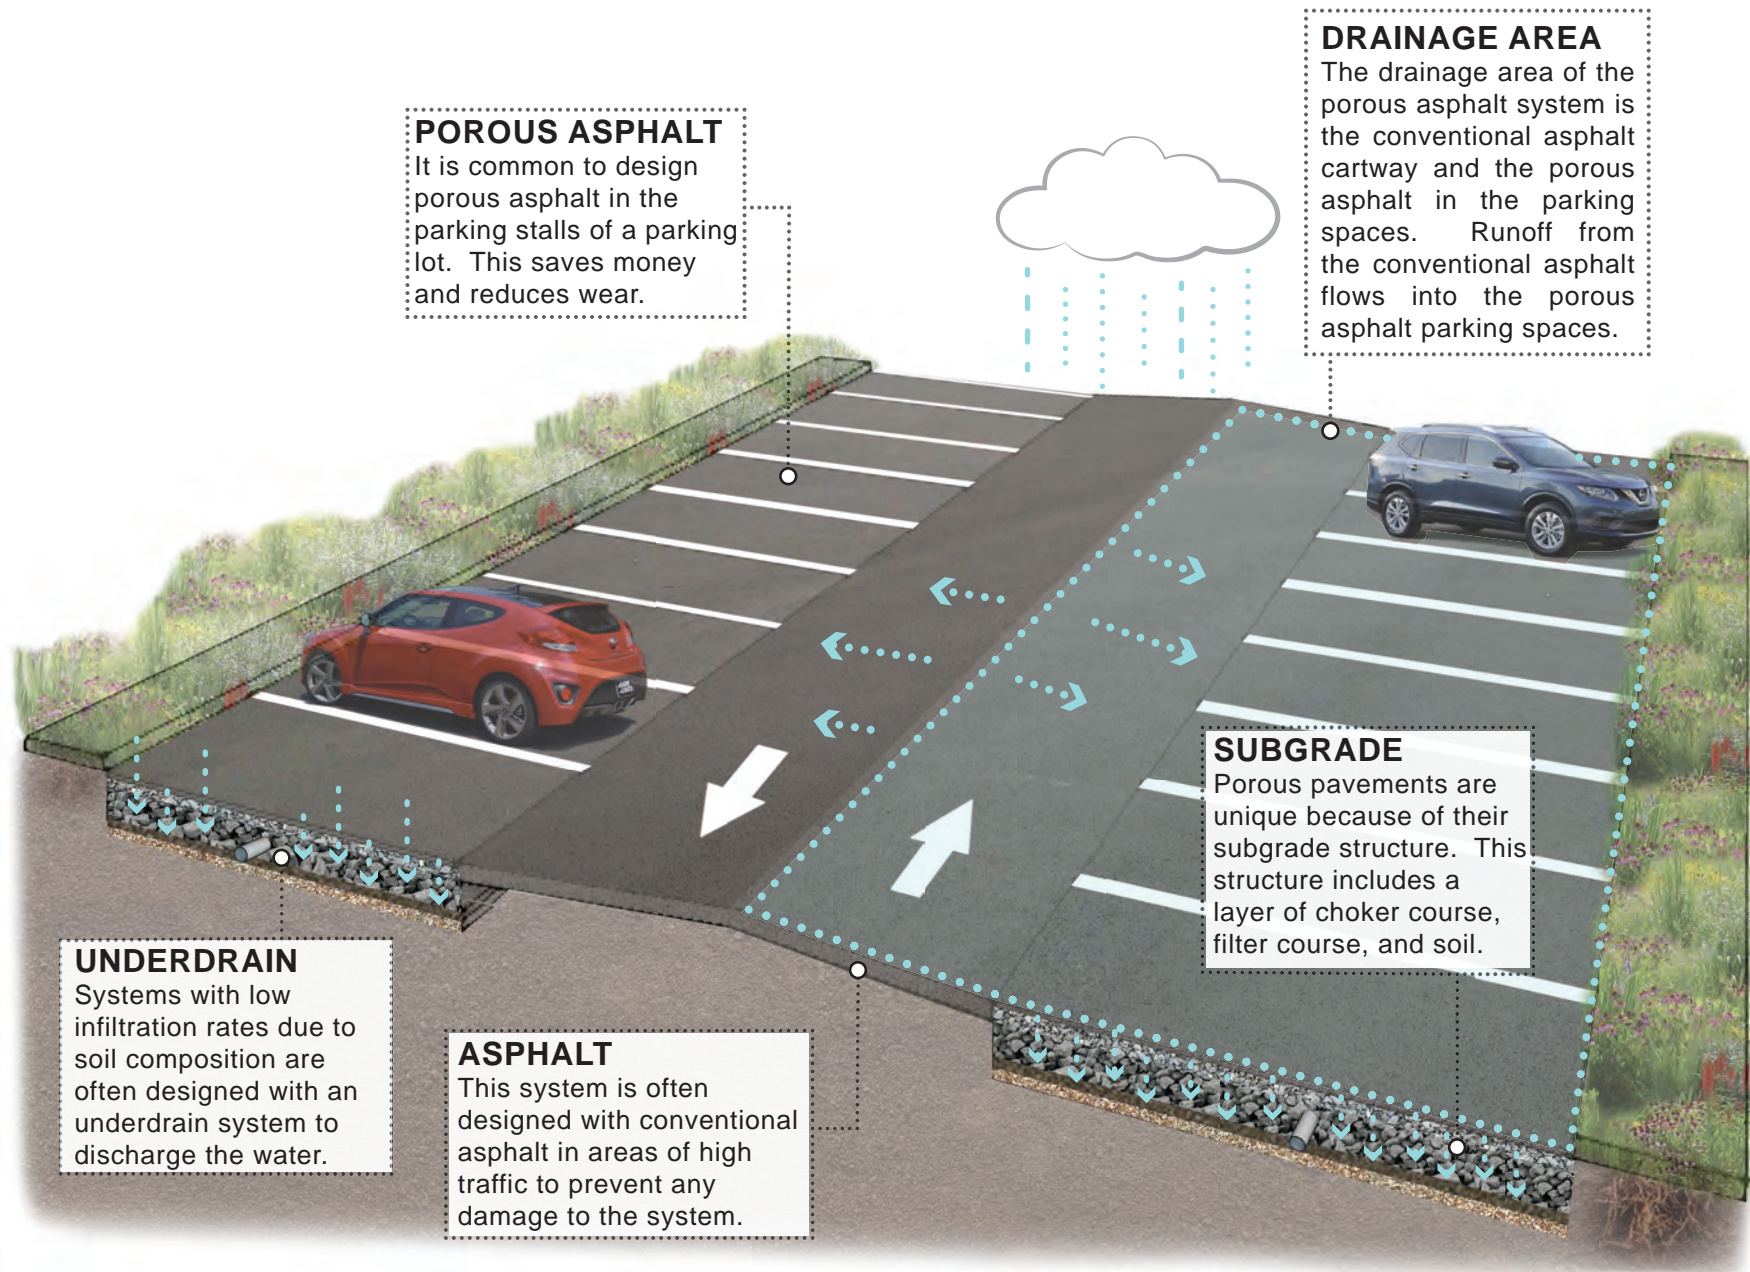 POROUS ASPHALT
It is common to design
porous asphalt in the
parking stalls of a parking
lot.  This saves money
and reduces wear.
DRAINAGE AREA
The drainage area of the
porous asphalt system is
the conventional asphalt
cartway and the porous
asphalt in the parking
spaces.  Runoff from
the conventional asphalt
flows into the porous
asphalt parking spaces.
SUBGRADE
Porous pavements are
unique because of their
subgrade structure.  This
structure includes a
layer of choker course,
filter course, and soil.
UNDERDRAIN
Systems with low
infiltration rates due to
soil composition are
often designed with an
underdrain system to
discharge the water.
ASPHALT
This system is often
designed with conventional
asphalt in areas of high
traffic to prevent any
damage to the system.